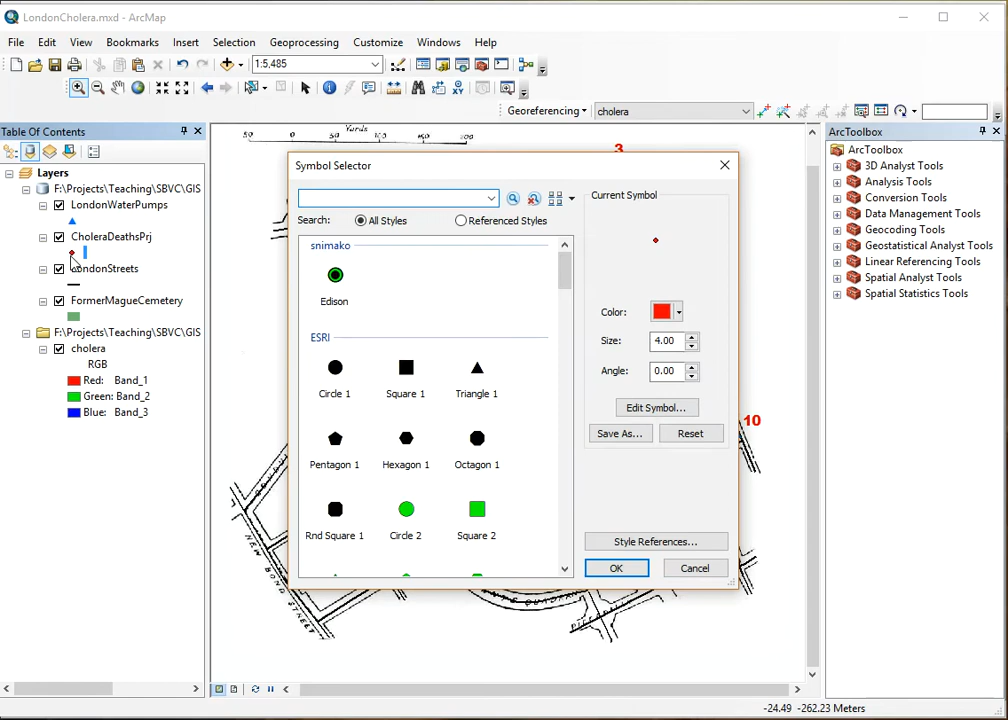 LondonCholera.mxd - ArcMap
File Edit View Bookmarks Insert Selection Geoprocessing Customize Windows Help
1:5,485
Georeferencing cholera
Table Of Contents
Layers
F:\Projects\Teaching\SBVC\GIS
LondonWaterPumps
CholeraDeathsPrj
LondonStreets
FormerMagueCemetery
F:\Projects\Teaching\SBVC\GIS
cholera
RGB
Red: Band_1
Green: Band_2
Blue: Band_3
50 0 50 100 150 200
Yards
3
10
NEW BOND STREET
Symbol Selector
Search: All Styles Referenced Styles
snimako
Edison
ESRI
Circle 1 Square 1 Triangle 1
Pentagon 1 Hexagon 1 Octagon 1
Rnd Square 1 Circle 2 Square 2
Current Symbol
Color:
Size: 4.00
Angle: 0.00
Edit Symbol...
Save As... Reset
Style References...
OK Cancel
ArcToolbox
ArcToolbox
3D Analyst Tools
Analysis Tools
Conversion Tools
Data Management Tools
Geocoding Tools
Geostatistical Analyst Tools
Linear Referencing Tools
Spatial Analyst Tools
Spatial Statistics Tools
-24.49 -262.23 Meters